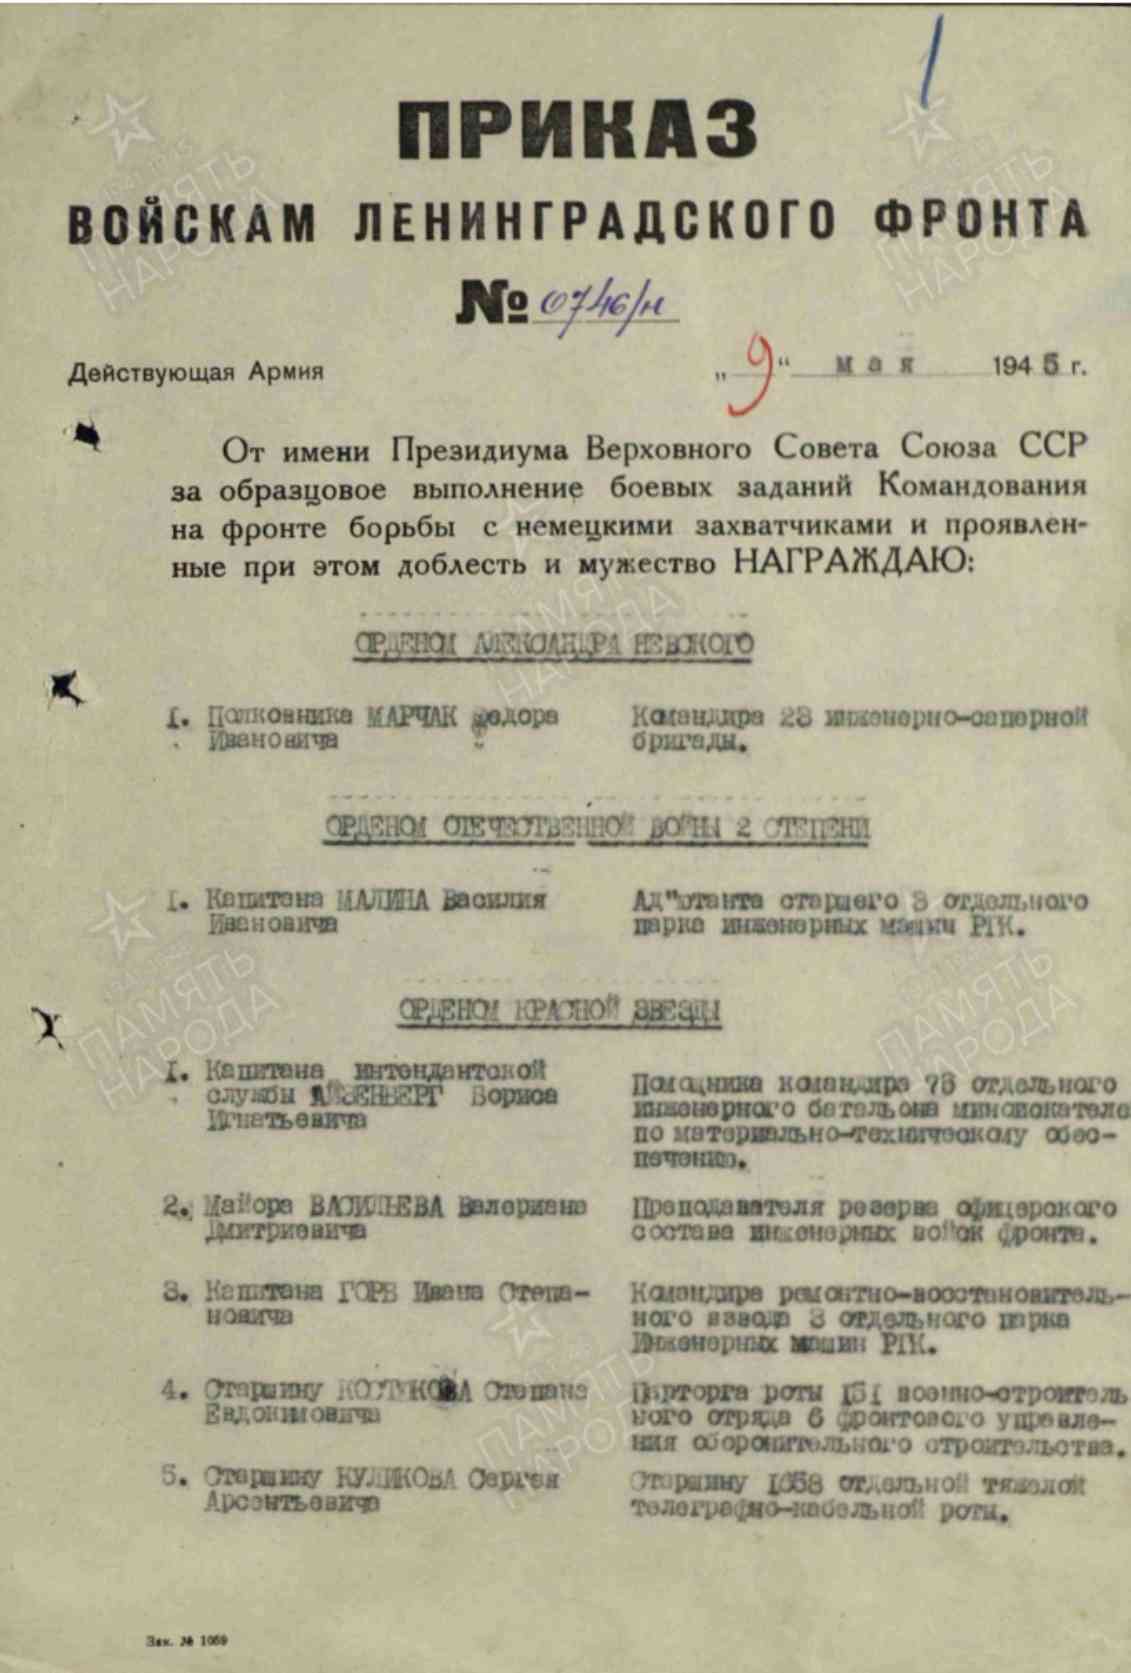 1
ПРИКАЗ
ВОЙСКАМ ЛЕНИНГРАДСКОГО ФРОНТА
№ 0746/н
Действующая Армия „9“ мая 1945 г.
От имени Президиума Верховного Совета Союза ССР
за образцовое выполнение боевых заданий Командования
на фронте борьбы с немецкими захватчиками и проявлен-
ные при этом доблесть и мужество НАГРАЖДАЮ:
ОРДЕНОМ АЛЕКСАНДРА НЕВСКОГО
1. Полковника МАРЧАК Федора Командира 23 инженерно-саперной
Ивановича бригады.
ОРДЕНОМ ОТЕЧЕСТВЕННОЙ ВОЙНЫ 2 СТЕПЕНИ
1. Капитана МАЛИНА Василия Ад"ютанта старшего 3 отдельного
Ивановича парка инженерных машин РГК.
ОРДЕНОМ КРАСНОЙ ЗВЕЗДЫ
1. Капитана интендантской
службы АЙЗЕНБЕРГ Бориса Помощника командира 73 отдельного
Игнатьевича инженерного батальона миноискателе
по материально-техническому обес-
печению.
2. Майора ВАСИЛЬЕВА Валериана Преподавателя резерва офицерского
Дмитриевича состава инженерных войск фронта.
3. Капитана ГОРБ Ивана Степа- Командира ремонтно-восстановитель-
новича ного взвода 3 отдельного парка
Инженерных машин РГК.
4. Старшину Степана Парторга роты 131 военно-строитель
Евдокимовича ного отряда 6 фронтового управле-
ния оборонительного строительства.
5. Старшину КУЛИКОВА Сергея Старшину отдельной тяжелой
Арсентьевича телеграфно-кабельной роты.
Зак. № 1059
ПАМЯТЬ
НАРОДА